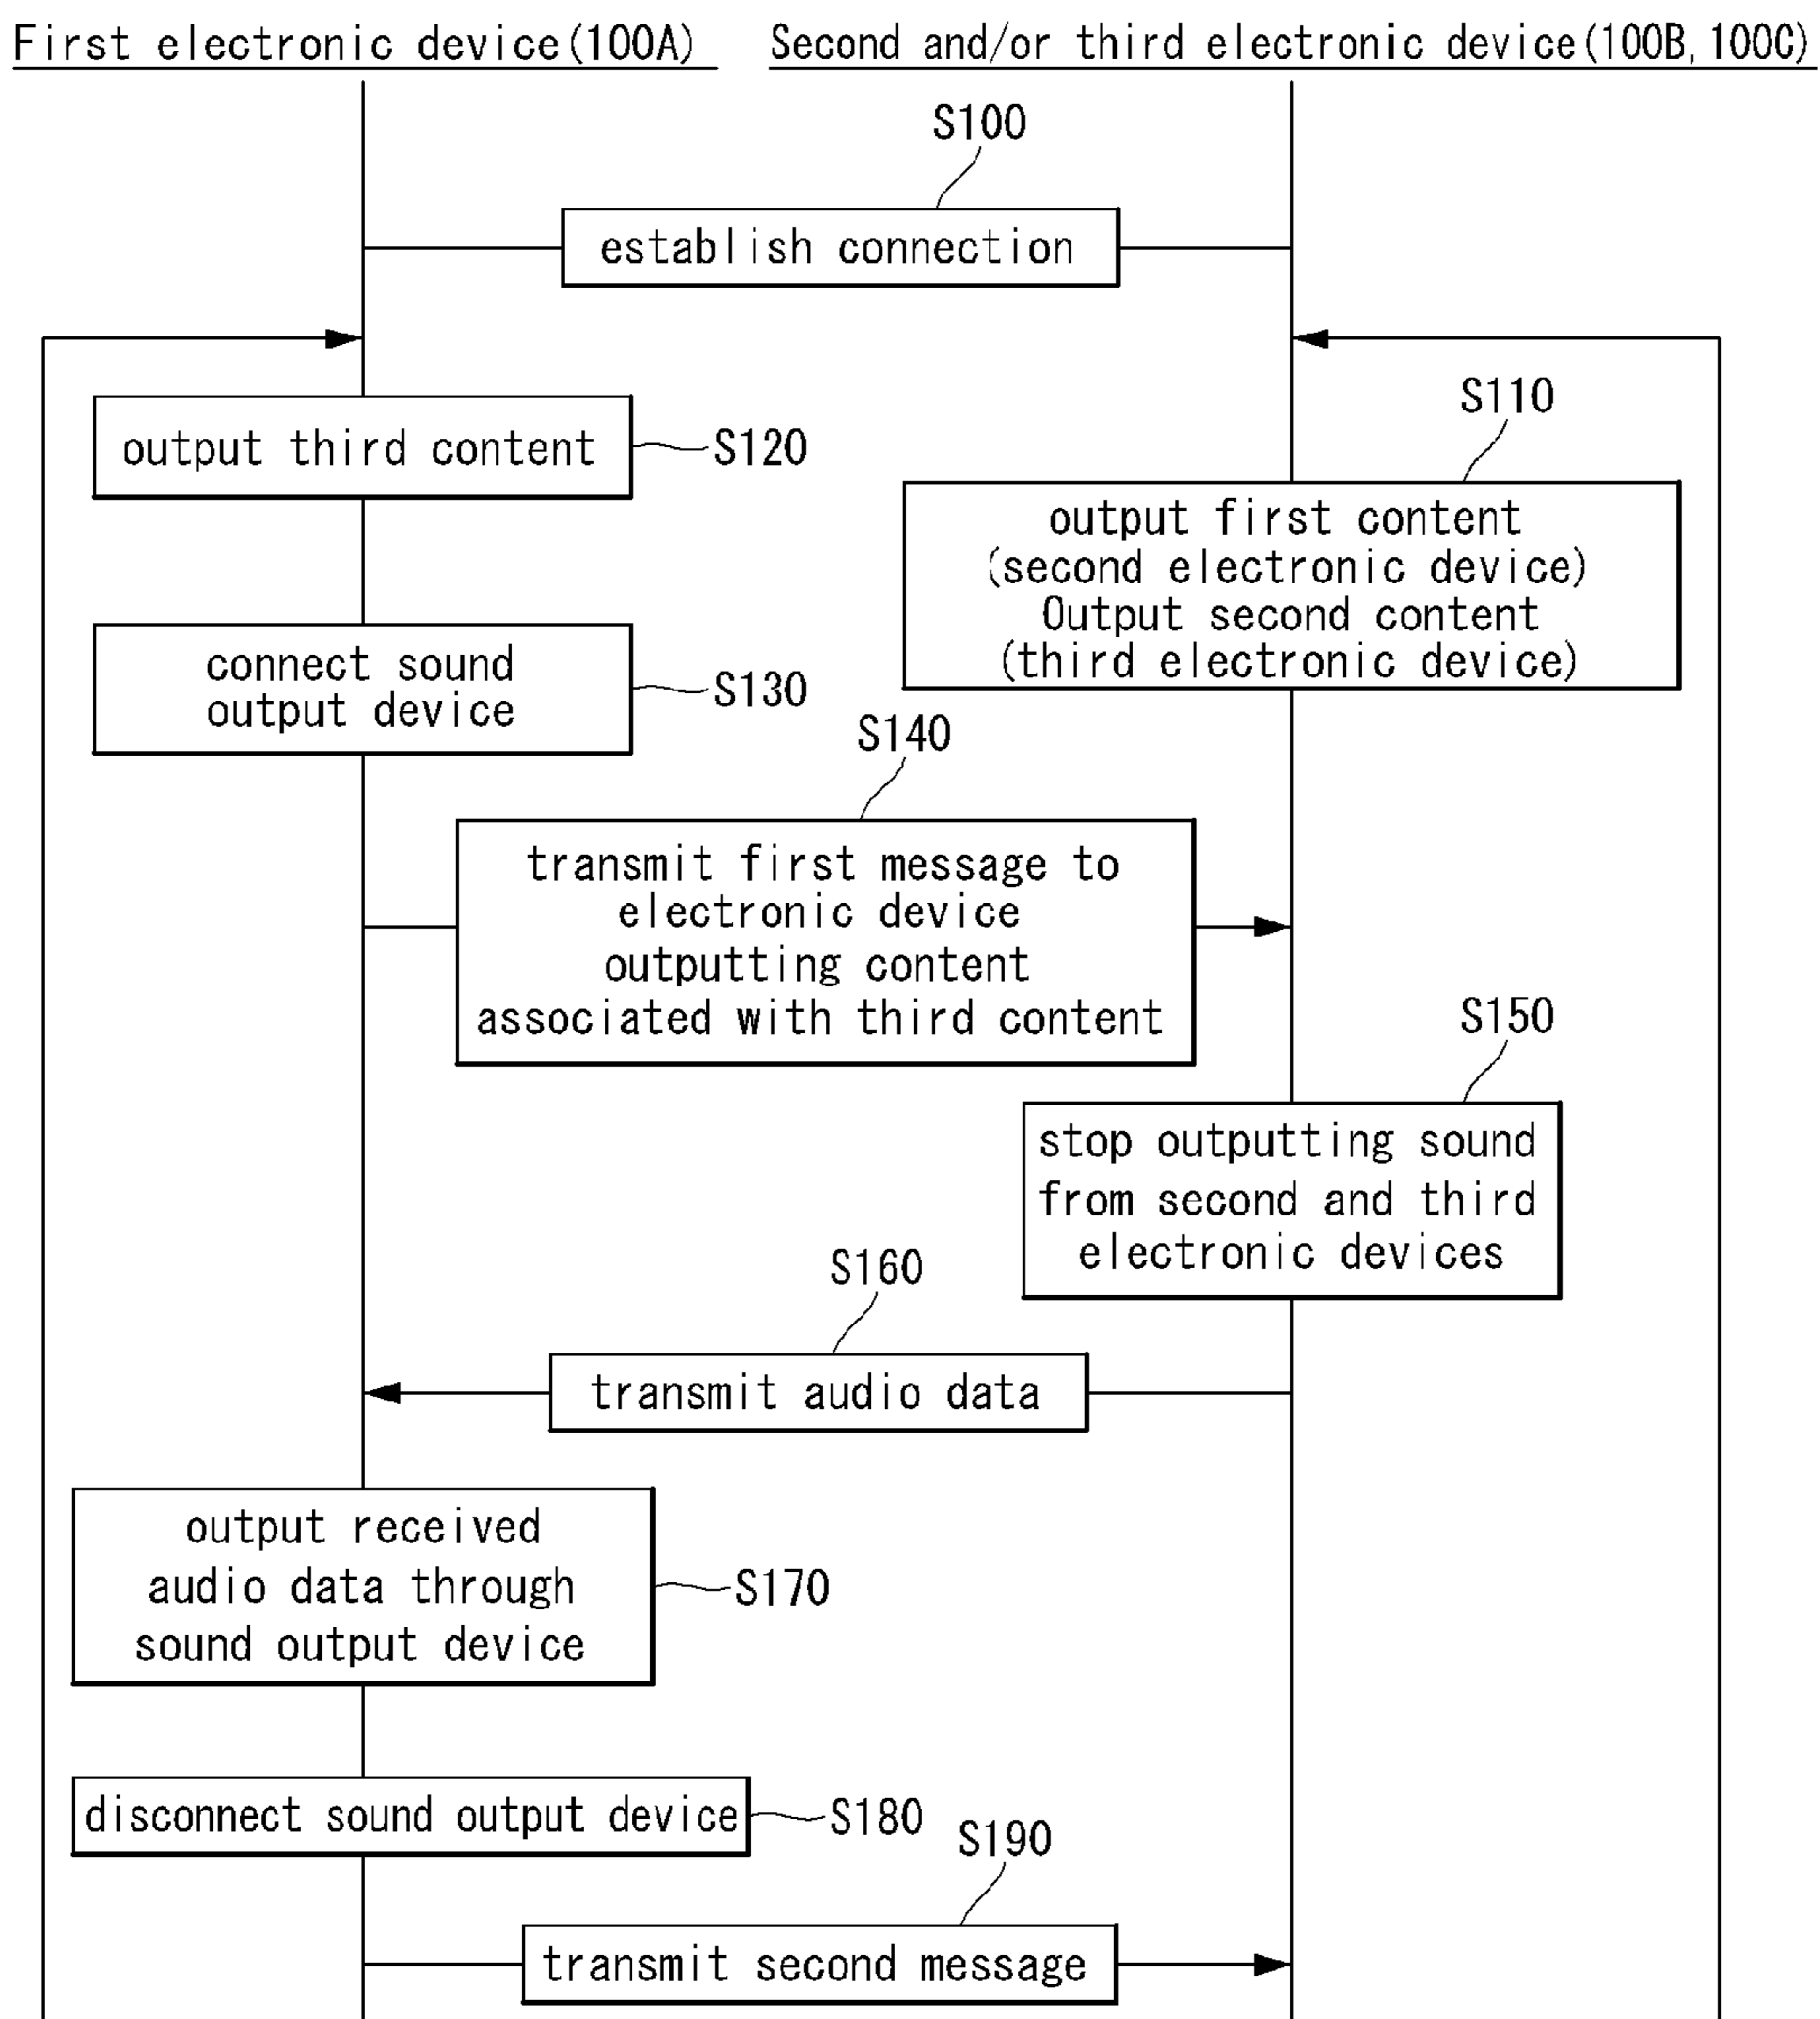 First electronic device(100A)
Second and/or third electronic device(100B, 100C)
S100
establish connection
S110
output third content
S120
output first content
(second electronic device)
Output second content
(third electronic device)
connect sound
output device
S130
S140
transmit first message to
electronic device
outputting content
associated with third content
S150
stop outputting sound
from second and third
electronic devices
S160
transmit audio data
output received
audio data through
sound output device
S170
disconnect sound output device
S180
S190
transmit second message